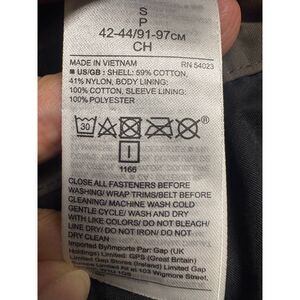 S
P
42-44/91-97CM
CH
MADE IN VIETNAM RN 54023
■ US/GB: SHELL: 59% COTTON,
41% NYLON, BODY LINING:
100% COTTON, SLEEVE LINING:
100% POLYESTER
30
I
1166
CLOSE ALL FASTENERS BEFORE
WASHING/ WRAP TRIMS/BELT BEFORE
CLEANING/ MACHINE WASH COLD
GENTLE CYCLE/ WASH AND DRY
WITH LIKE COLORS/ DO NOT BLEACH/
LINE DRY/ DO NOT IRON/ DO NOT
DRY CLEAN
Imported By/Importe Par: Gap (UK
Holdings) Limited: GPS (Great Britain)
Limited Gap Stores (Ireland) Limited Gap
Limited at 103 Wigmore Street,